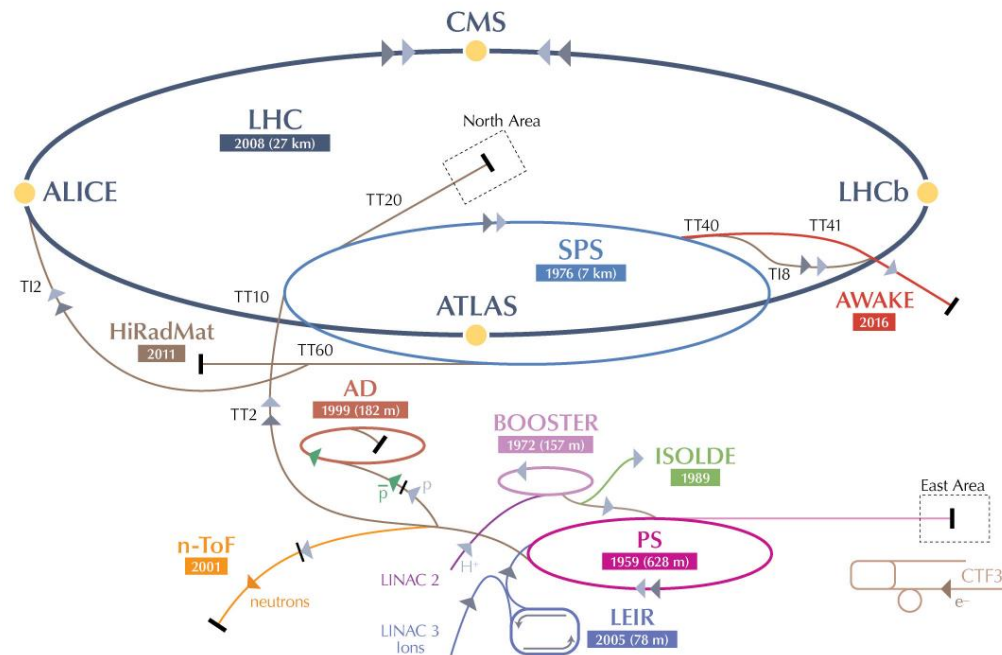 CMS
LHC
2008 (27 km)
North Area
ALICE
TT20
LHCb
TT40
TT41
SPS
1976 (7 km)
TI8
TI2
TT10
ATLAS
AWAKE
2016
HiRadMat
2011
TT60
AD
1999 (182 m)
TT2
BOOSTER
1972 (157 m)
ISOLDE
1989
p̅
p
East Area
n-ToF
2001
PS
1959 (628 m)
LINAC 2
H⁺
neutrons
CTF3
e⁻
LINAC 3
Ions
LEIR
2005 (78 m)